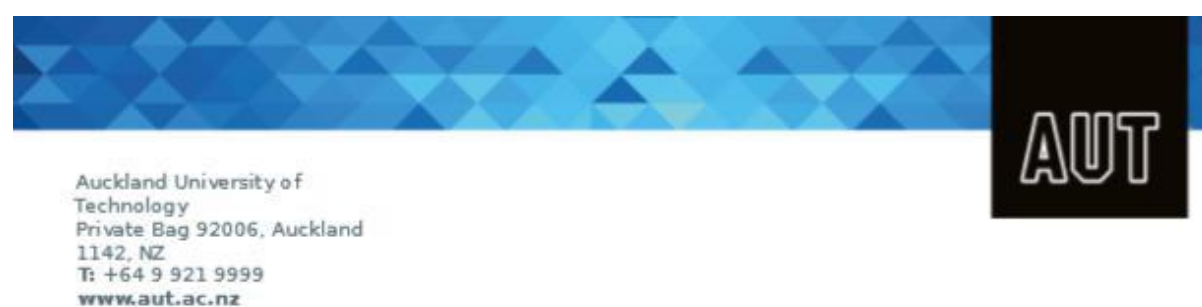 AUT
Auckland University of
Technology
Private Bag 92006, Auckland
1142, NZ
T: +64 9 921 9999
www.aut.ac.nz